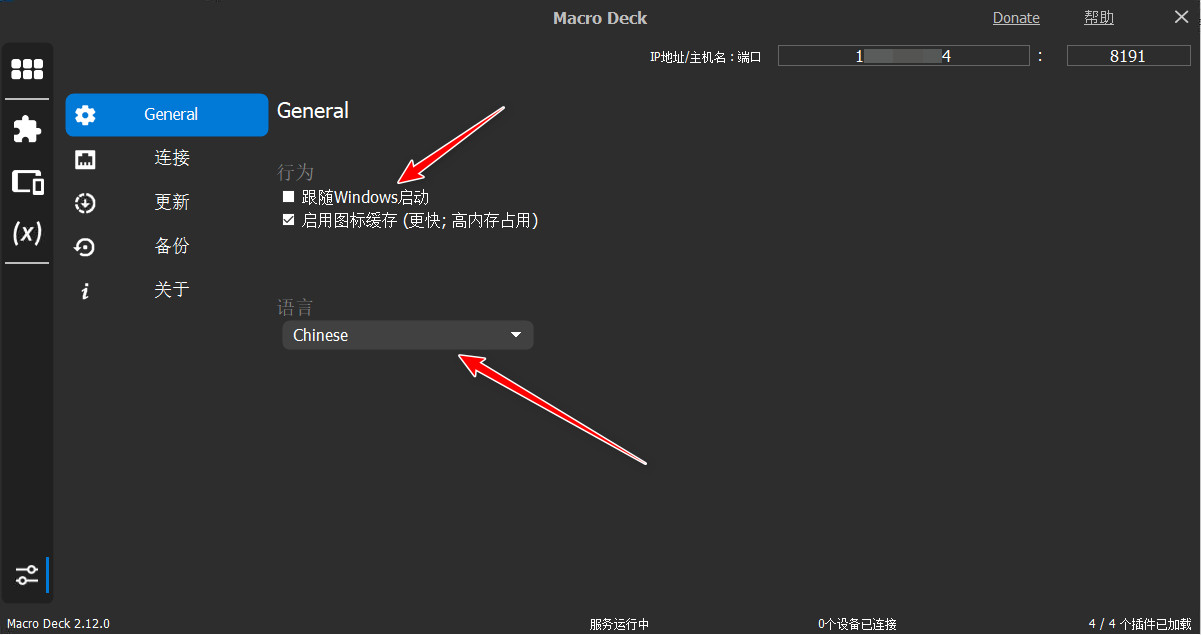 Macro Deck
Donate
帮助
IP地址/主机名 : 端口
1 4 : 8191
General
General
连接
行为
跟随Windows启动
更新
启用图标缓存 (更快; 高内存占用)
备份
关于
语言
Chinese
Macro Deck 2.12.0
服务运行中
0个设备已连接
4 / 4 个插件已加载